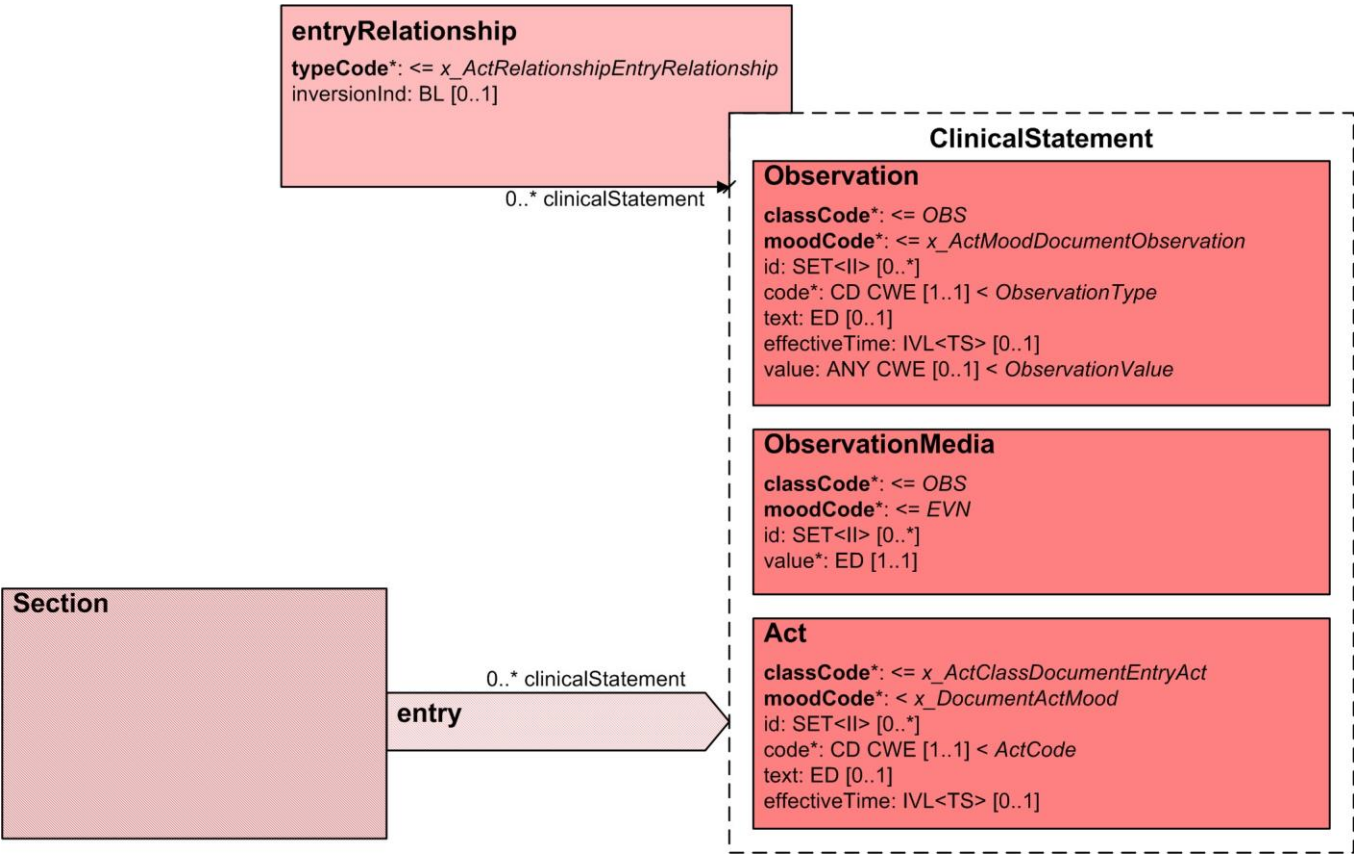 entryRelationship
typeCode*: <= x_ActRelationshipEntryRelationship
inversionInd: BL [0..1]
0..* clinicalStatement
ClinicalStatement
Observation
classCode*: <= OBS
moodCode*: <= x_ActMoodDocumentObservation
id: SET<II> [0..*]
code*: CD CWE [1..1] < ObservationType
text: ED [0..1]
effectiveTime: IVL<TS> [0..1]
value: ANY CWE [0..1] < ObservationValue
ObservationMedia
classCode*: <= OBS
moodCode*: <= EVN
id: SET<II> [0..*]
value*: ED [1..1]
Section
0..* clinicalStatement
entry
Act
classCode*: <= x_ActClassDocumentEntryAct
moodCode*: < x_DocumentActMood
id: SET<II> [0..*]
code*: CD CWE [1..1] < ActCode
text: ED [0..1]
effectiveTime: IVL<TS> [0..1]